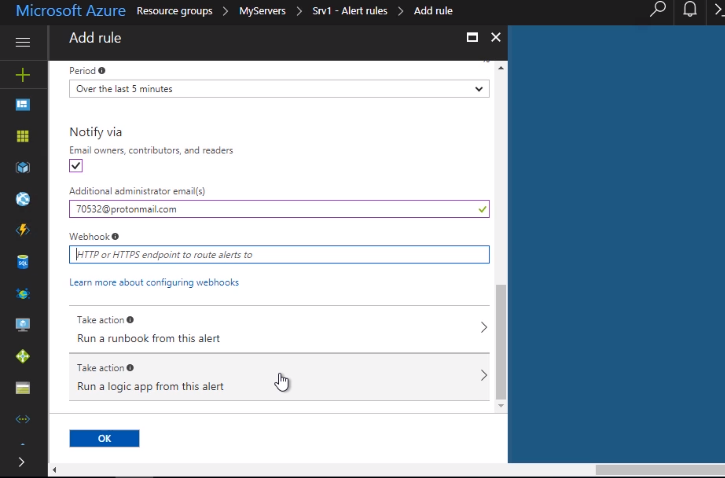 Microsoft Azure Resource groups > MyServers > Srv1 - Alert rules > Add rule
Add rule
Period
Over the last 5 minutes
Notify via
Email owners, contributors, and readers
Additional administrator email(s)
70532@protonmail.com
Webhook
HTTP or HTTPS endpoint to route alerts to
Learn more about configuring webhooks
Take action
Run a runbook from this alert
Take action
Run a logic app from this alert
SQL
OK